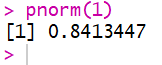 > pnorm(1)
[1] 0.8413447
>